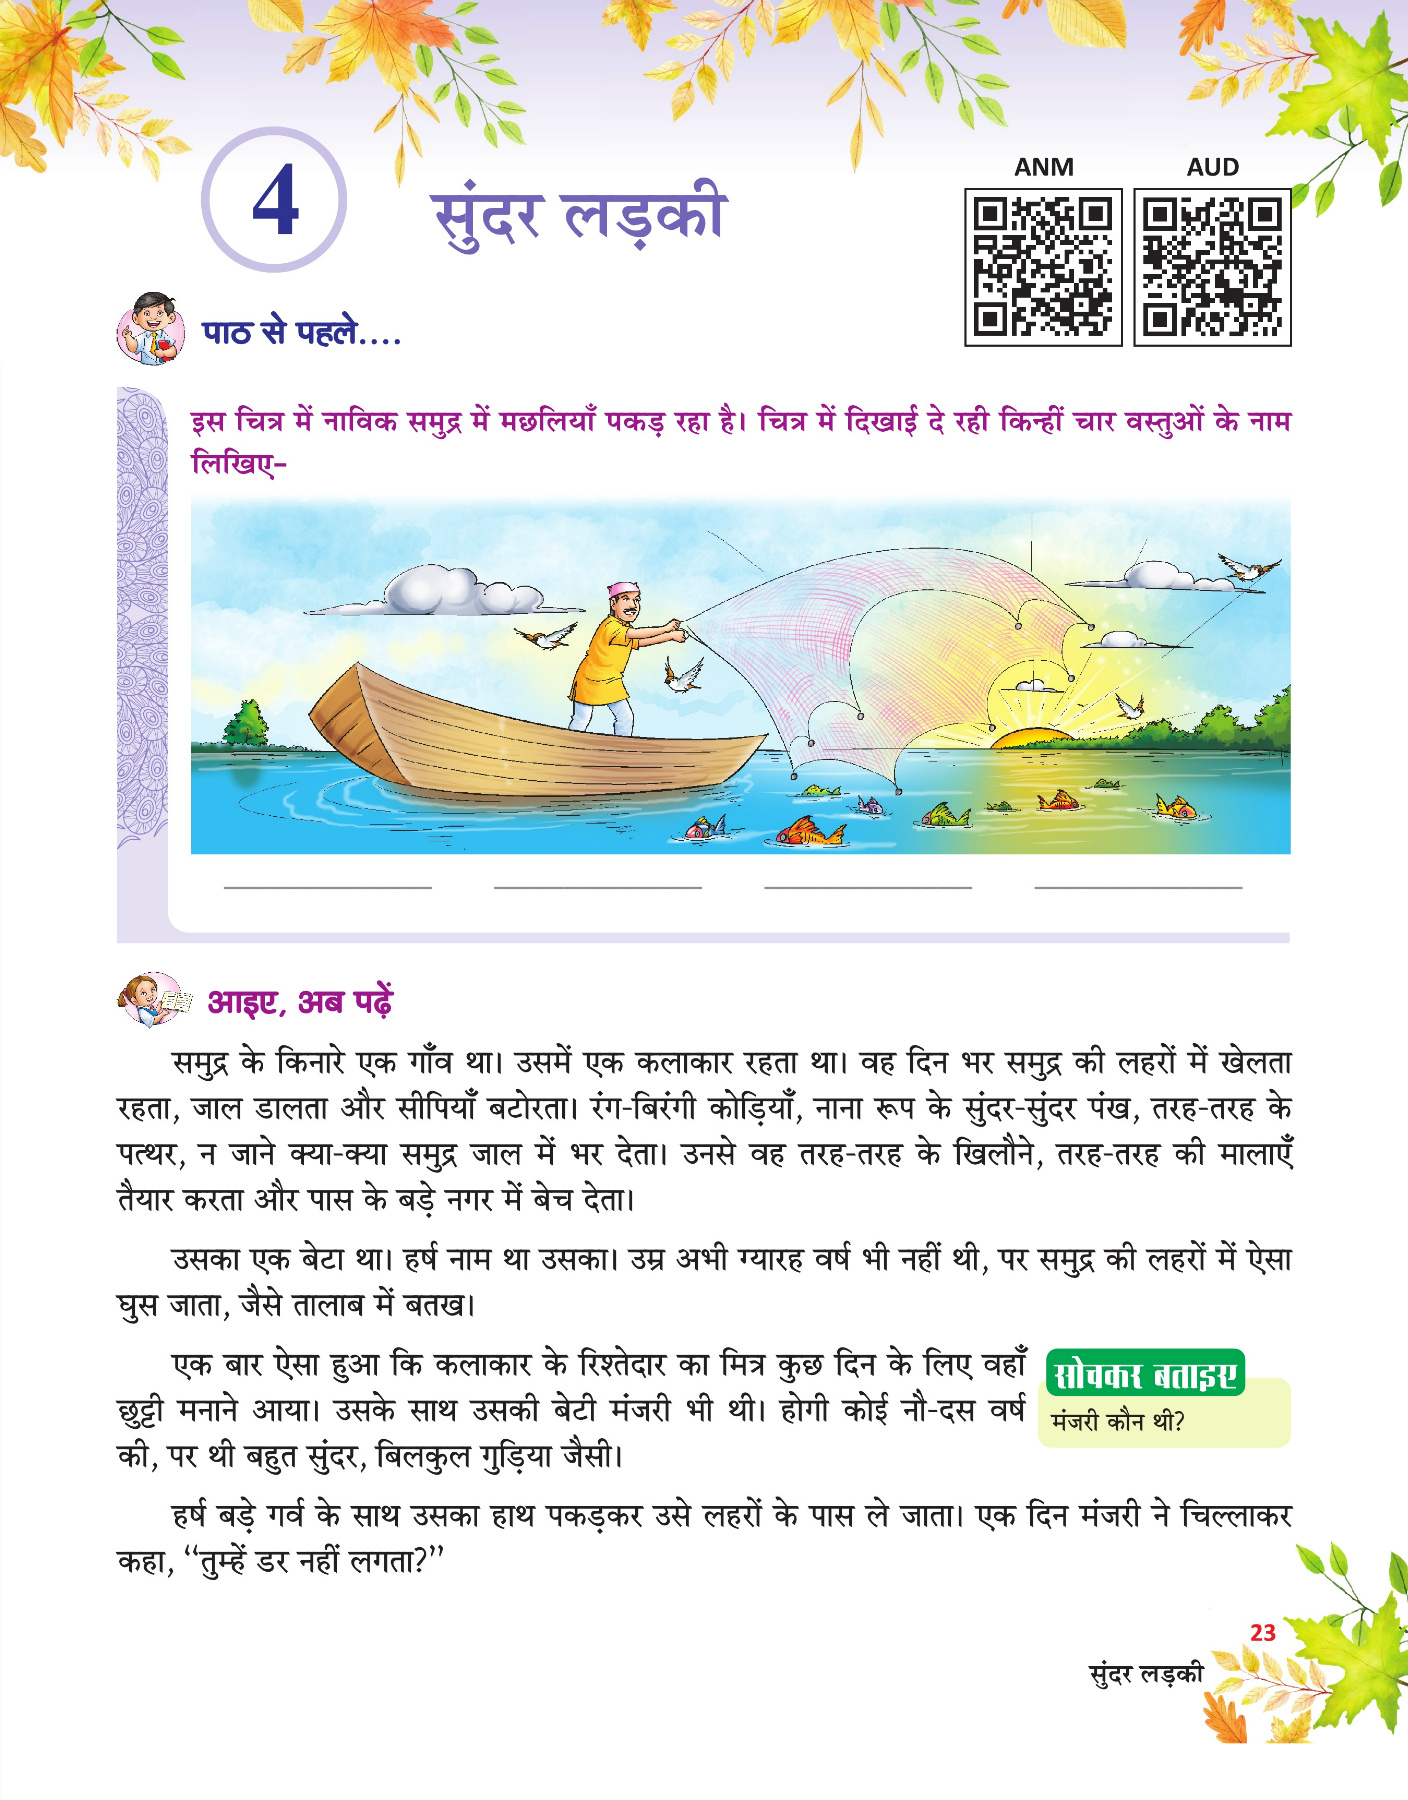 ANM
AUD
4
सुंदर लड़की
पाठ से पहले....
इस चित्र में नाविक समुद्र में मछलियाँ पकड़ रहा है। चित्र में दिखाई दे रही किन्हीं चार वस्तुओं के नाम
लिखिए-
आइए, अब पढ़ें
समुद्र के किनारे एक गाँव था। उसमें एक कलाकार रहता था। वह दिन भर समुद्र की लहरों में खेलता
रहता, जाल डालता और सीपियाँ बटोरता। रंग-बिरंगी कोड़ियाँ, नाना रूप के सुंदर-सुंदर पंख, तरह-तरह के
पत्थर, न जाने क्या-क्या समुद्र जाल में भर देता। उनसे वह तरह-तरह के खिलौने, तरह-तरह की मालाएँ
तैयार करता और पास के बड़े नगर में बेच देता।
उसका एक बेटा था। हर्ष नाम था उसका। उम्र अभी ग्यारह वर्ष भी नहीं थी, पर समुद्र की लहरों में ऐसा
घुस जाता, जैसे तालाब में बतख।
एक बार ऐसा हुआ कि कलाकार के रिश्तेदार का मित्र कुछ दिन के लिए वहाँ
छुट्टी मनाने आया। उसके साथ उसकी बेटी मंजरी भी थी। होगी कोई नौ-दस वर्ष
की, पर थी बहुत सुंदर, बिलकुल गुड़िया जैसी।
सोचकर बताइए
मंजरी कौन थी?
हर्ष बड़े गर्व के साथ उसका हाथ पकड़कर उसे लहरों के पास ले जाता। एक दिन मंजरी ने चिल्लाकर
कहा, “तुम्हें डर नहीं लगता?”
23
सुंदर लड़की